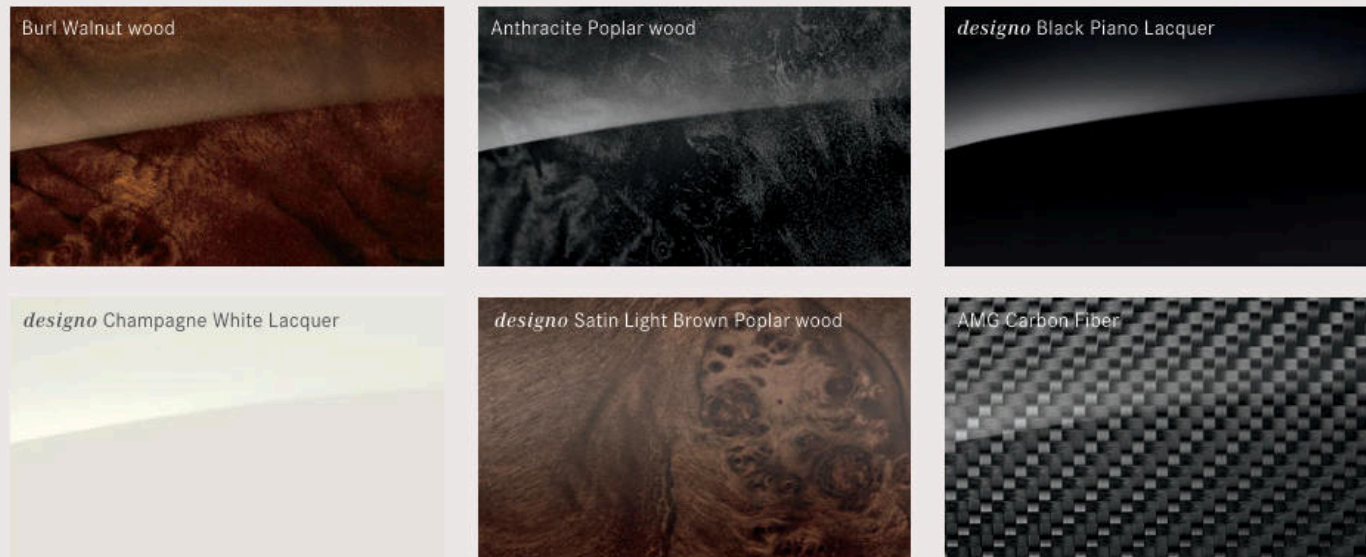 Burl Walnut wood
Anthracite Poplar wood
designo Black Piano Lacquer
designo Champagne White Lacquer
designo Satin Light Brown Poplar wood
AMG Carbon Fiber